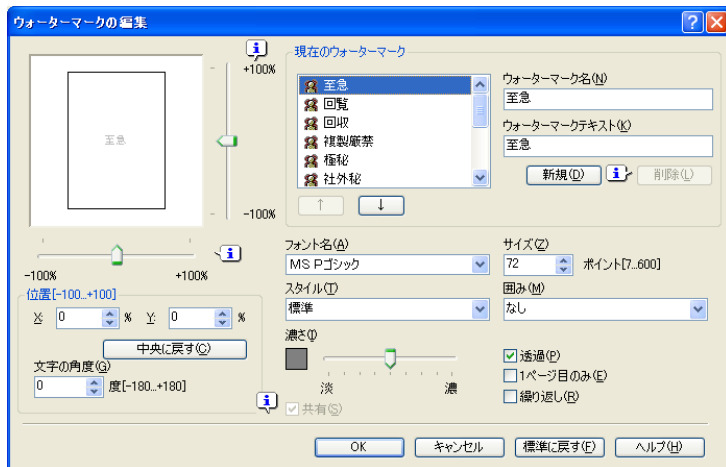 ウォーターマークの編集
+100%
至急
-100%
-100%
+100%
位置[-100...+100]
X: 0 % Y: 0 %
中央に戻す(C)
文字の角度(G)
0 度[-180...+180]
現在のウォーターマーク
至急
回覧
回収
複製厳禁
極秘
社外秘
↑ ↓
ウォーターマーク名(N)
至急
ウォーターマークテキスト(K)
至急
新規(D) 削除(L)
フォント名(A)
MS Pゴシック
サイズ(Z)
72 ポイント[7...600]
スタイル(T)
標準
囲み(M)
なし
濃さ(I)
淡 濃
共有(S)
透過(P)
1ページ目のみ(E)
繰り返し(R)
OK キャンセル 標準に戻す(F) ヘルプ(H)